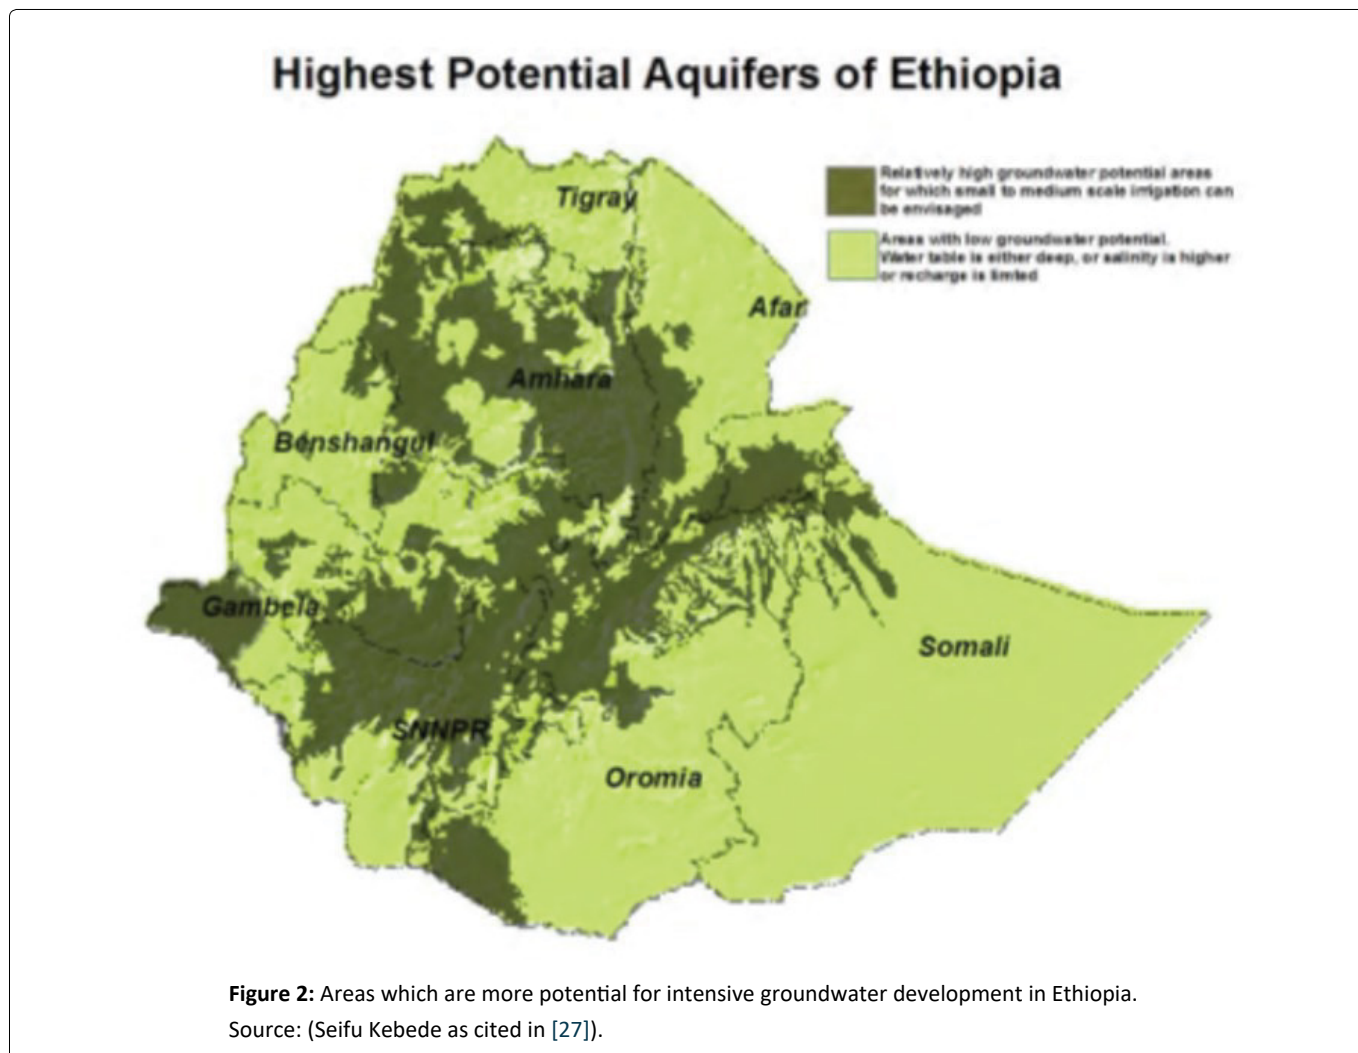 Highest Potential Aquifers of Ethiopia
Relatively high groundwater potential areas
for which small to medium scale irrigation can
be envisaged
Areas with low groundwater potential.
Water table is either deep, or salinity is higher
or recharge is limted
Tigray
Afar
Amhara
Benshangul
Gambela
Somali
SNNPR
Oromia
Figure 2: Areas which are more potential for intensive groundwater development in Ethiopia.
Source: (Seifu Kebede as cited in [27]).